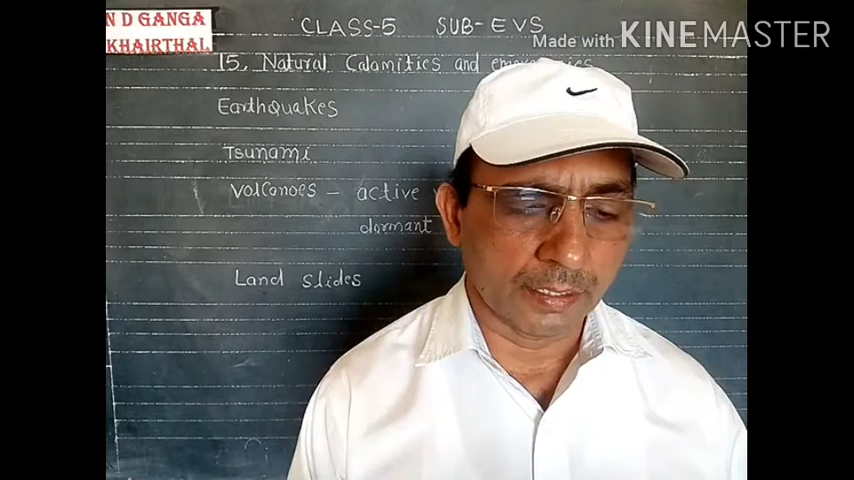 N D GANGA
KHAIRTHAL
CLASS-5 SUB-EVS
Made with KINEMASTER
15. Natural Calamities and
Earthquakes
Tsunami
Volcanoes - active
dormant
Land slides